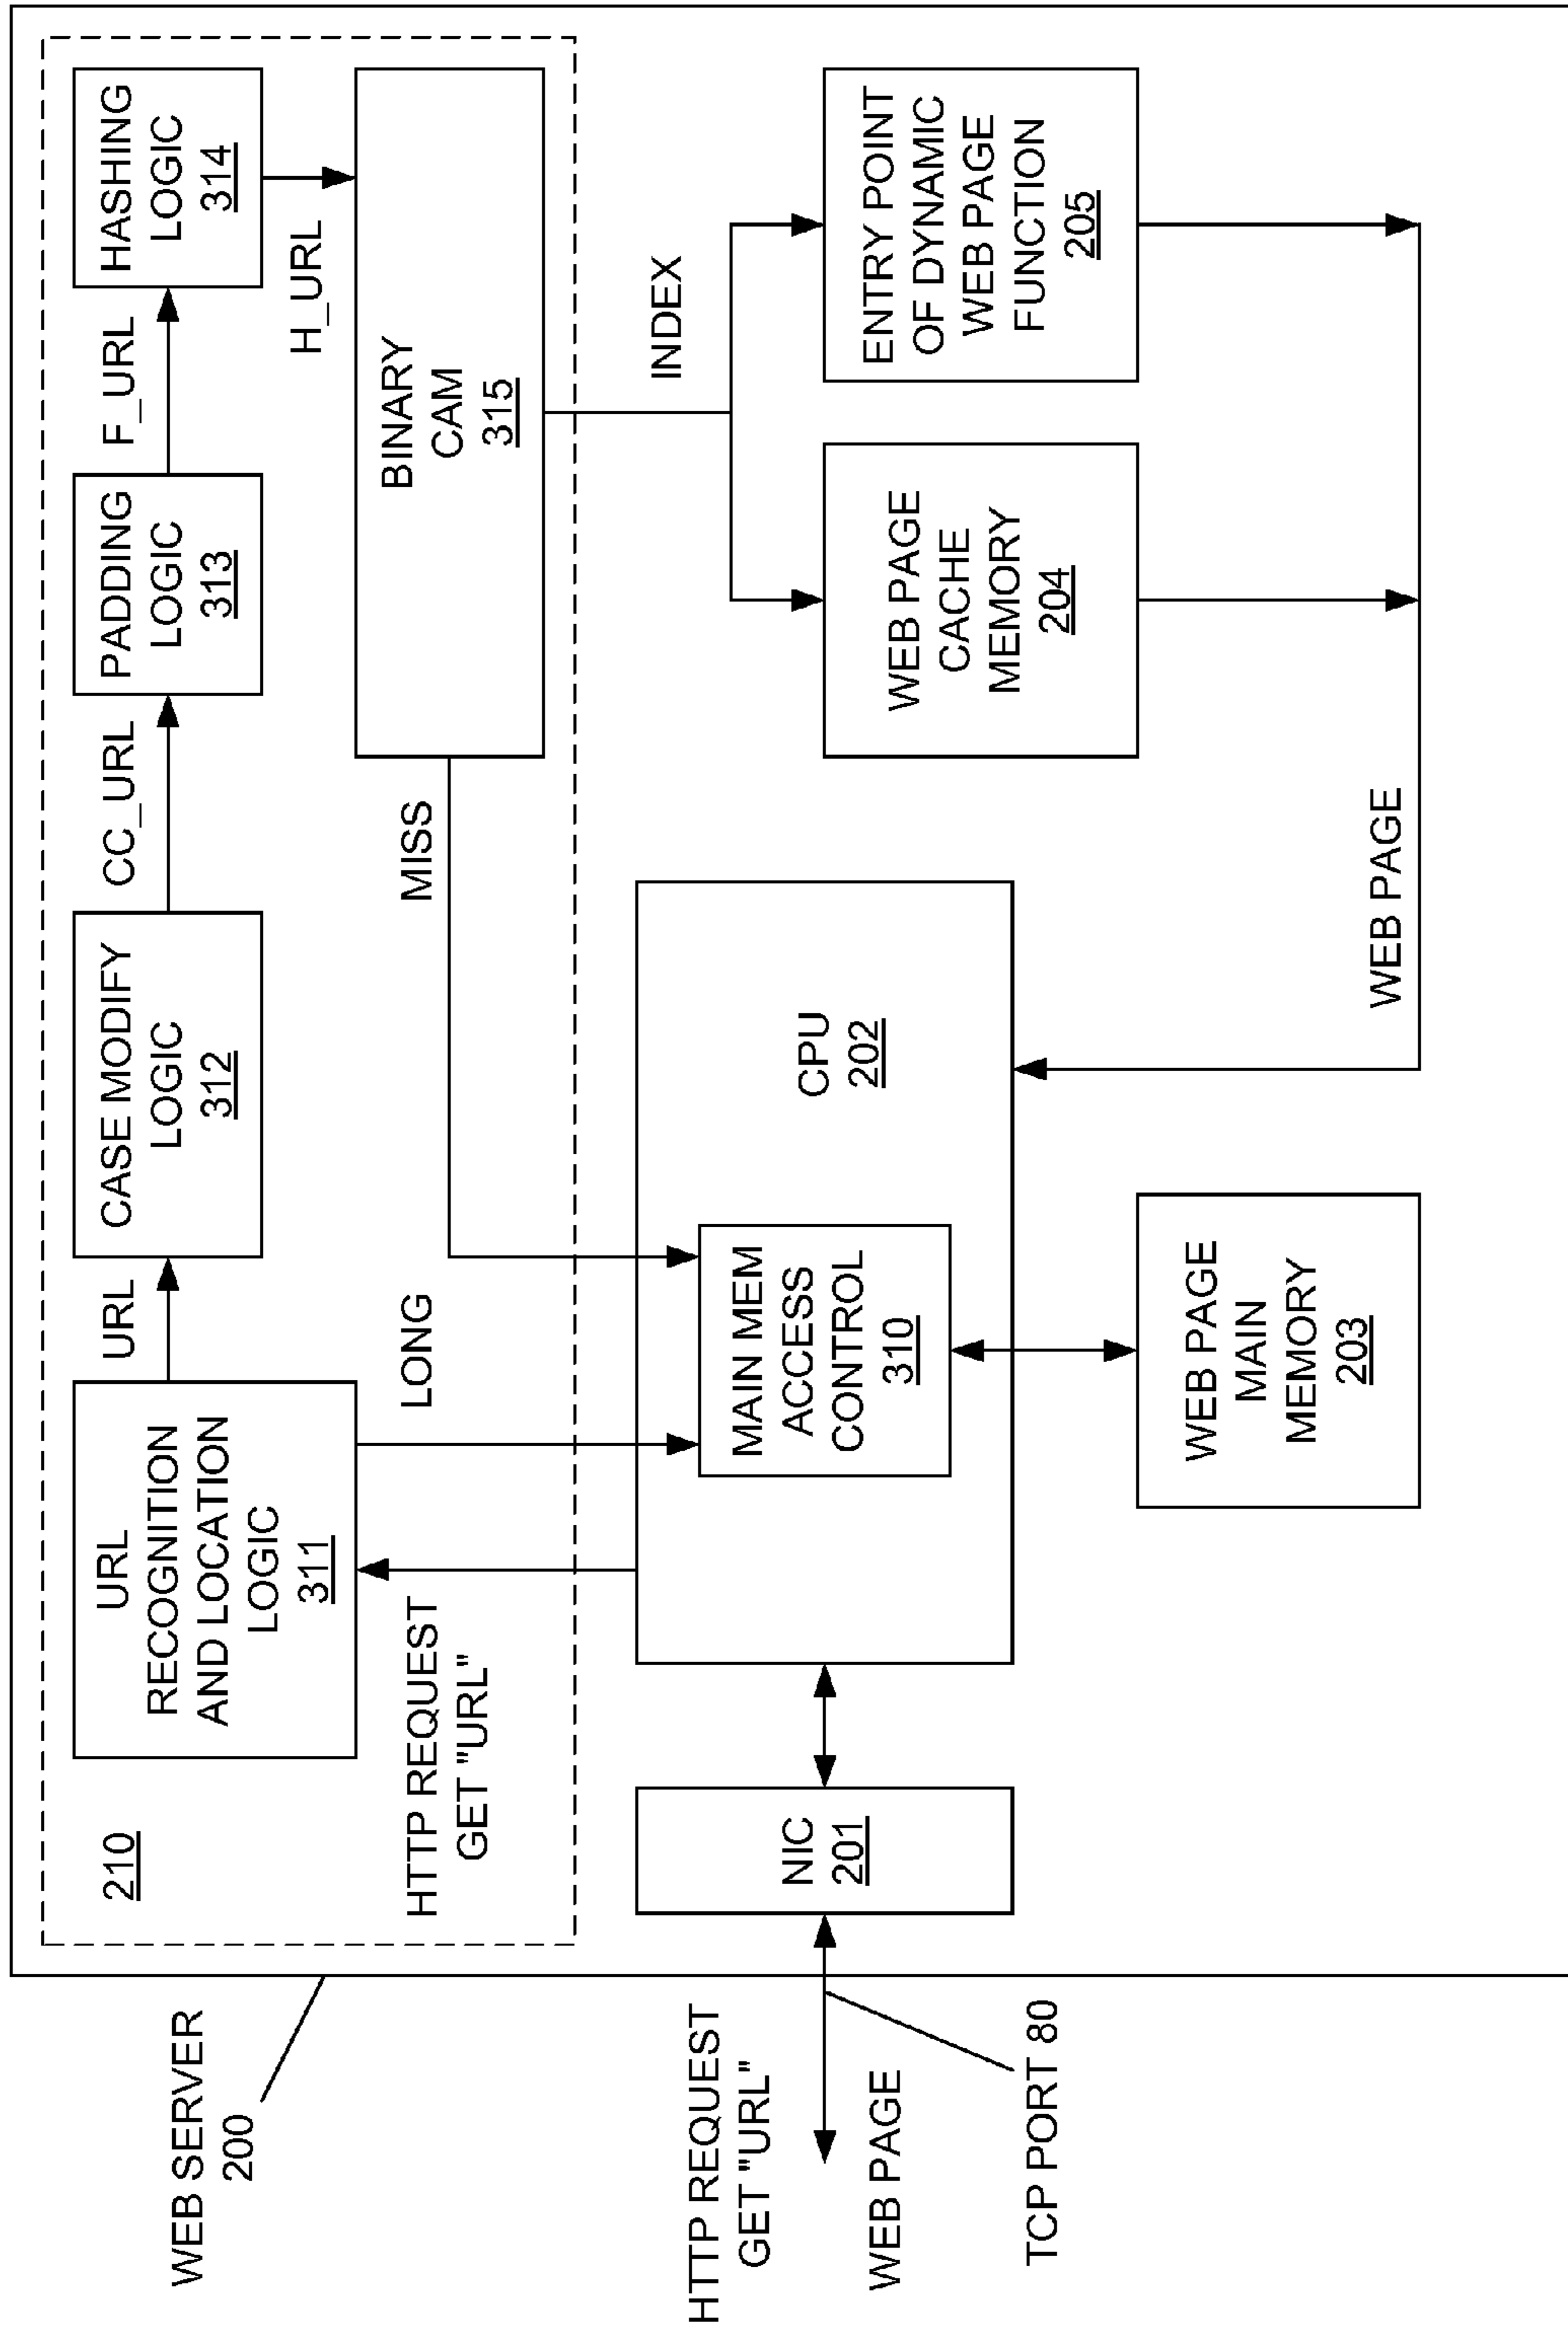 WEB SERVER
200
210
URL
RECOGNITION
AND LOCATION
LOGIC
311
URL
CASE MODIFY
LOGIC
312
CC_URL
PADDING
LOGIC
313
F_URL
HASHING
LOGIC
314
H_URL
HTTP REQUEST
GET "URL"
LONG
MISS
BINARY
CAM
315
INDEX
HTTP REQUEST
GET "URL"
WEB PAGE
TCP PORT 80
NIC
201
MAIN MEM
ACCESS
CONTROL
310
CPU
202
WEB PAGE
CACHE
MEMORY
204
ENTRY POINT
OF DYNAMIC
WEB PAGE
FUNCTION
205
WEB PAGE
MAIN
MEMORY
203
WEB PAGE